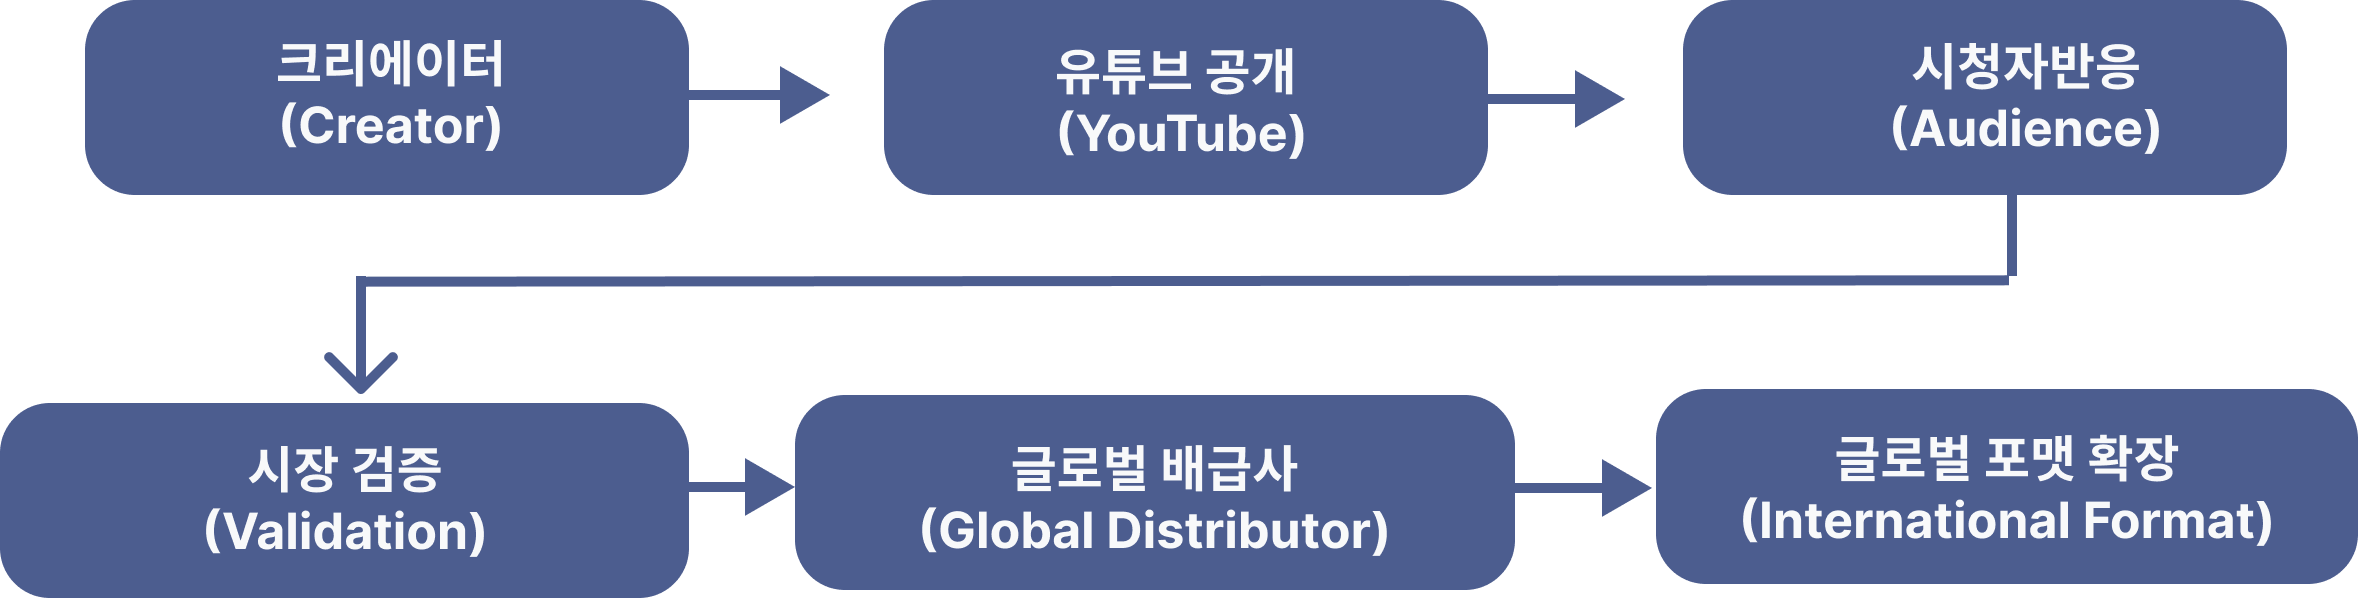 크리에이터
(Creator)
유튜브 공개
(YouTube)
시청자반응
(Audience)
시장 검증
(Validation)
글로벌 배급사
(Global Distributor)
글로벌 포맷 확장
(International Format)